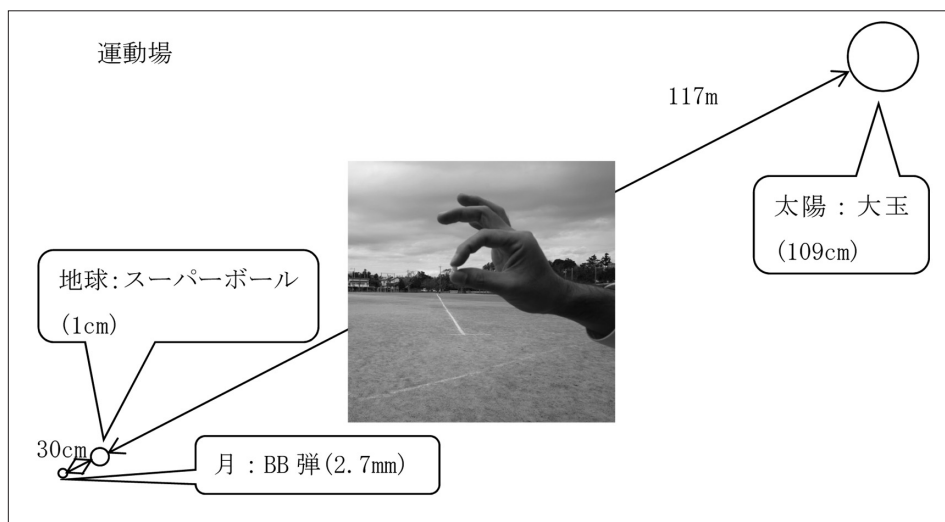 運動場
117m
太陽：大玉
(109cm)
地球：スーパーボール
(1cm)
30cm
月：BB弾(2.7mm)